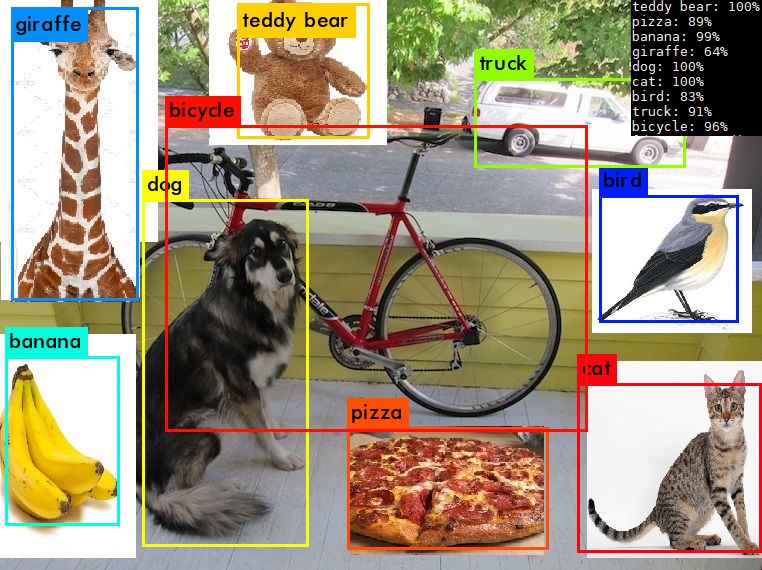 giraffe
teddy bear
teddy bear: 100%
pizza: 89%
banana: 99%
giraffe: 64%
dog: 100%
cat: 100%
bird: 83%
truck: 91%
bicycle: 96%
truck
bicycle
dog
bird
banana
cat
pizza